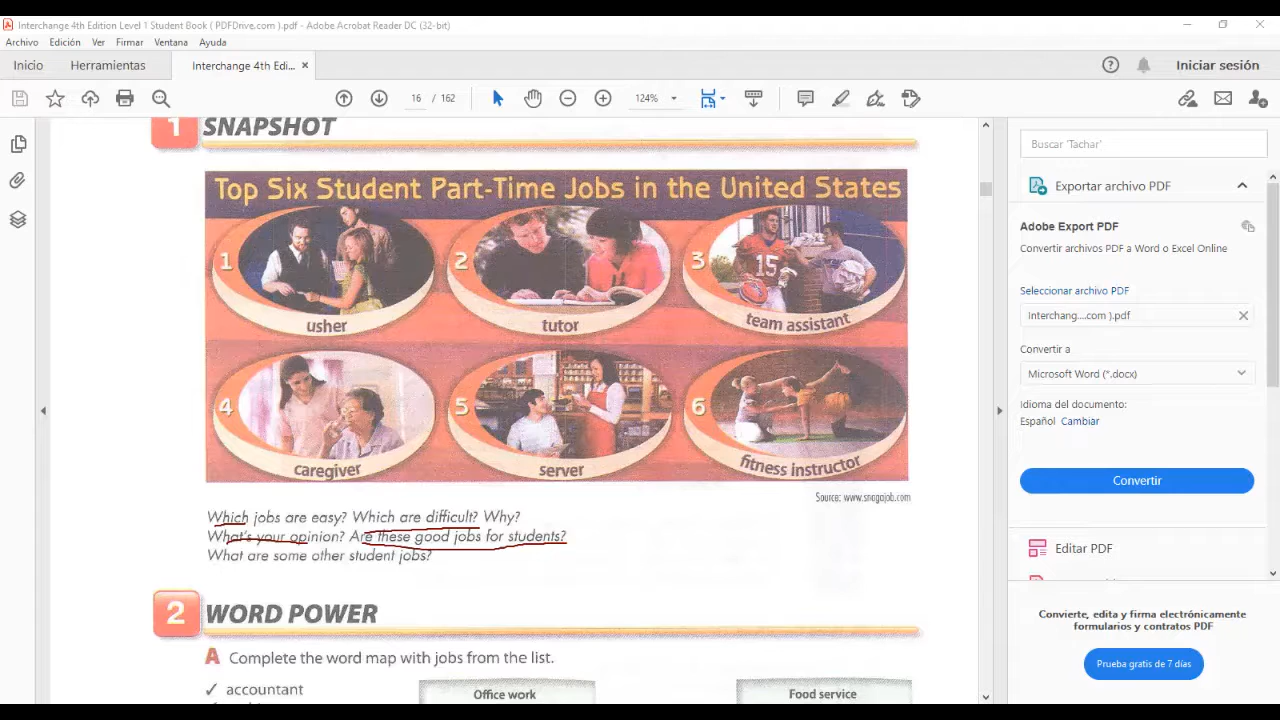 Interchange 4th Edition Level 1 Student Book ( PDFDrive.com ).pdf - Adobe Acrobat Reader DC (32-bit)
Archivo Edición Ver Firmar Ventana Ayuda
Inicio Herramientas Interchange 4th Edi... × Iniciar sesión
16 / 162 124%
1 SNAPSHOT
Top Six Student Part-Time Jobs in the United States
1 usher
2 tutor
3 15 team assistant
4 caregiver
5 server
6 fitness instructor
Source: www.snagajob.com
Which jobs are easy? Which are difficult? Why?
What's your opinion? Are these good jobs for students?
What are some other student jobs?
2 WORD POWER
A Complete the word map with jobs from the list.
✓ accountant
Office work
Food service
Buscar 'Tachar'
Exportar archivo PDF
Adobe Export PDF
Convertir archivos PDF a Word o Excel Online
Seleccionar archivo PDF
Interchang....com ).pdf
Convertir a
Microsoft Word (*.docx)
Idioma del documento:
Español Cambiar
Convertir
Editar PDF
Convierte, edita y firma electrónicamente
formularios y contratos PDF
Prueba gratis de 7 días